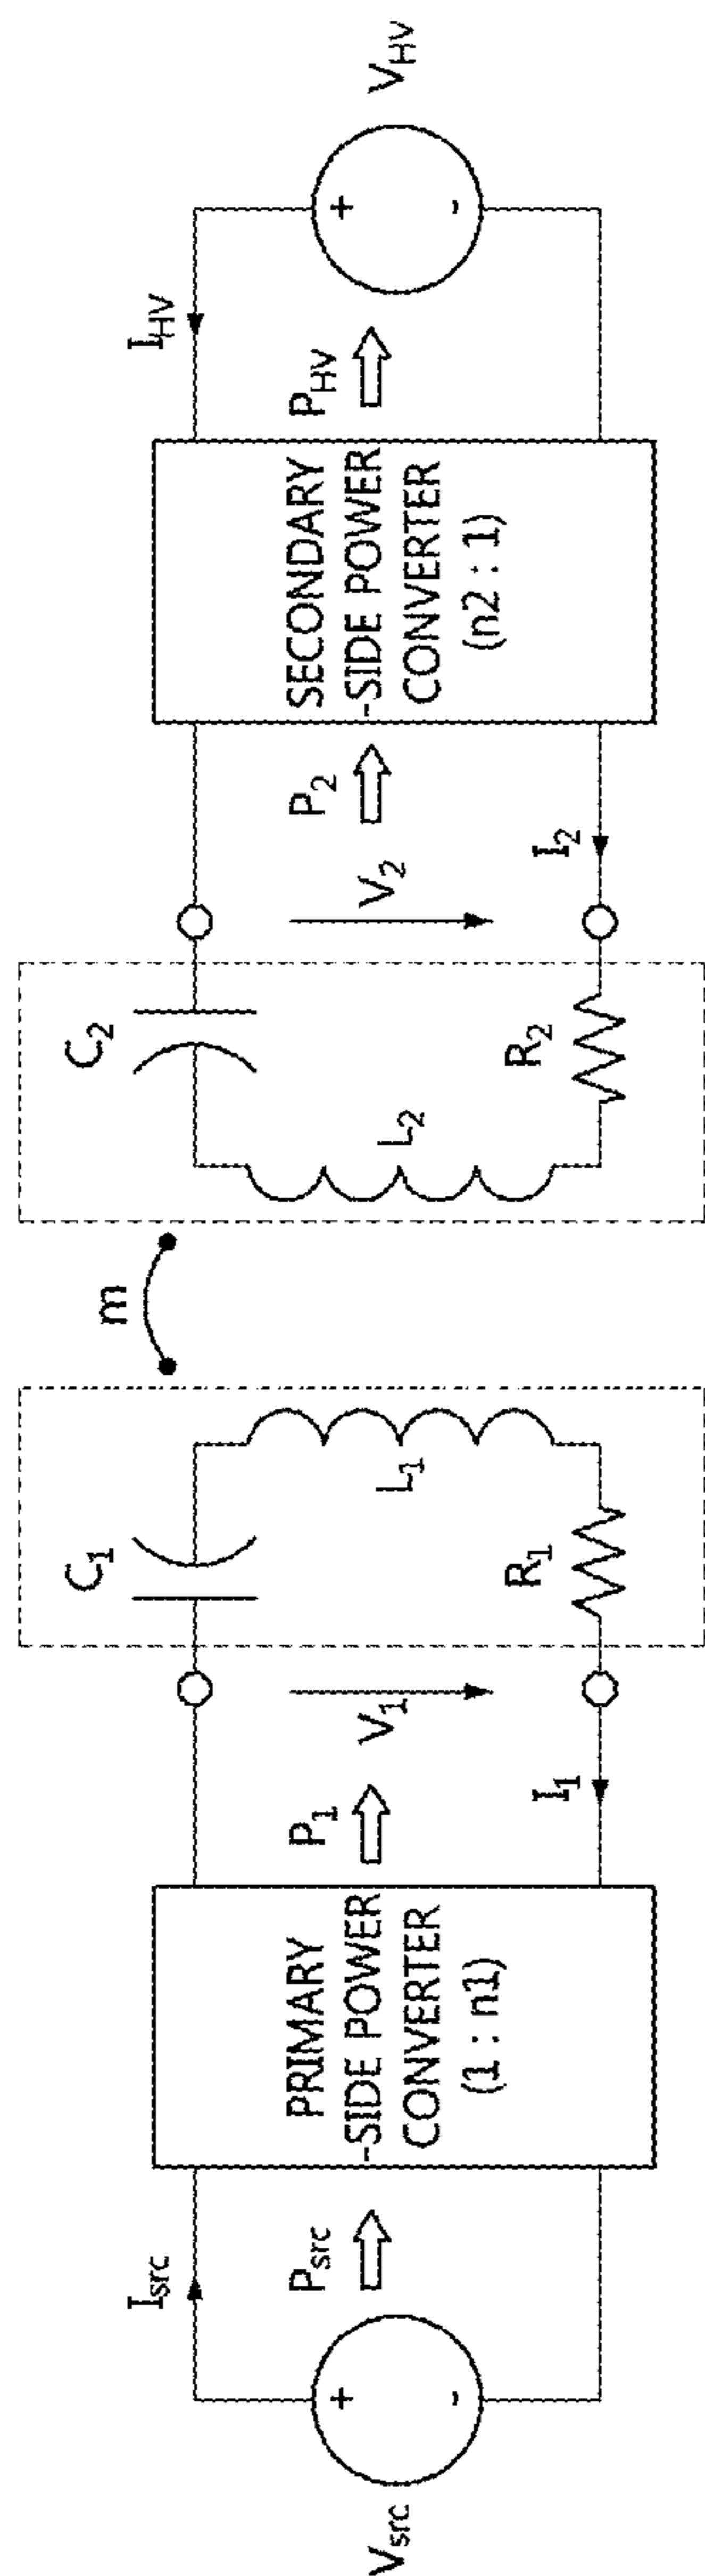 V_src
+
-
I_src
P_src
PRIMARY
-SIDE POWER
CONVERTER
(1 : n1)
P_1
I_1
V_1
C_1
L_1
R_1
m
C_2
L_2
R_2
V_2
I_2
P_2
SECONDARY
-SIDE POWER
CONVERTER
(n2 : 1)
P_HV
I_HV
+
-
V_HV